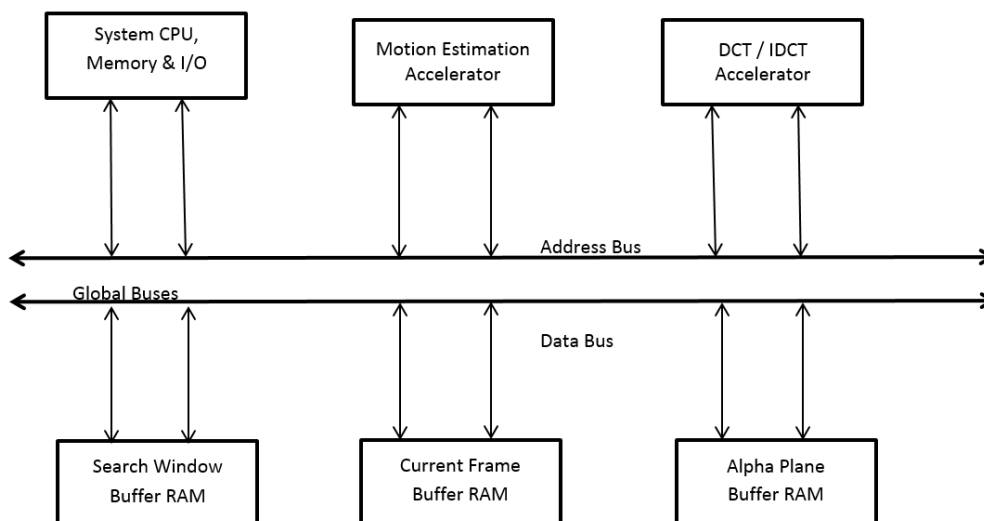 System CPU,
Memory & I/O
Motion Estimation
Accelerator
DCT / IDCT
Accelerator
Address Bus
Global Buses
Data Bus
Search Window
Buffer RAM
Current Frame
Buffer RAM
Alpha Plane
Buffer RAM